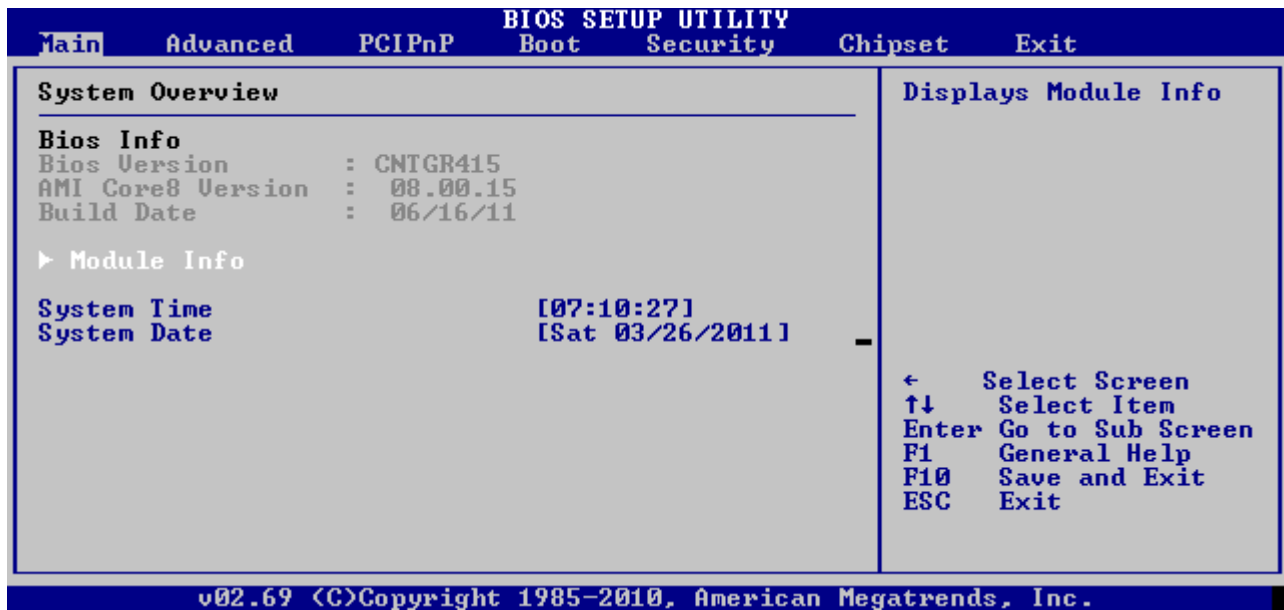 BIOS SETUP UTILITY
Main Advanced PCIPnP Boot Security Chipset Exit
System Overview
Bios Info
Bios Version : CNTGR415
AMI Core8 Version : 08.00.15
Build Date : 06/16/11
► Module Info
System Time [07:10:27]
System Date [Sat 03/26/2011]
Displays Module Info
← Select Screen
↑↓ Select Item
Enter Go to Sub Screen
F1 General Help
F10 Save and Exit
ESC Exit
v02.69 (C)Copyright 1985-2010, American Megatrends, Inc.